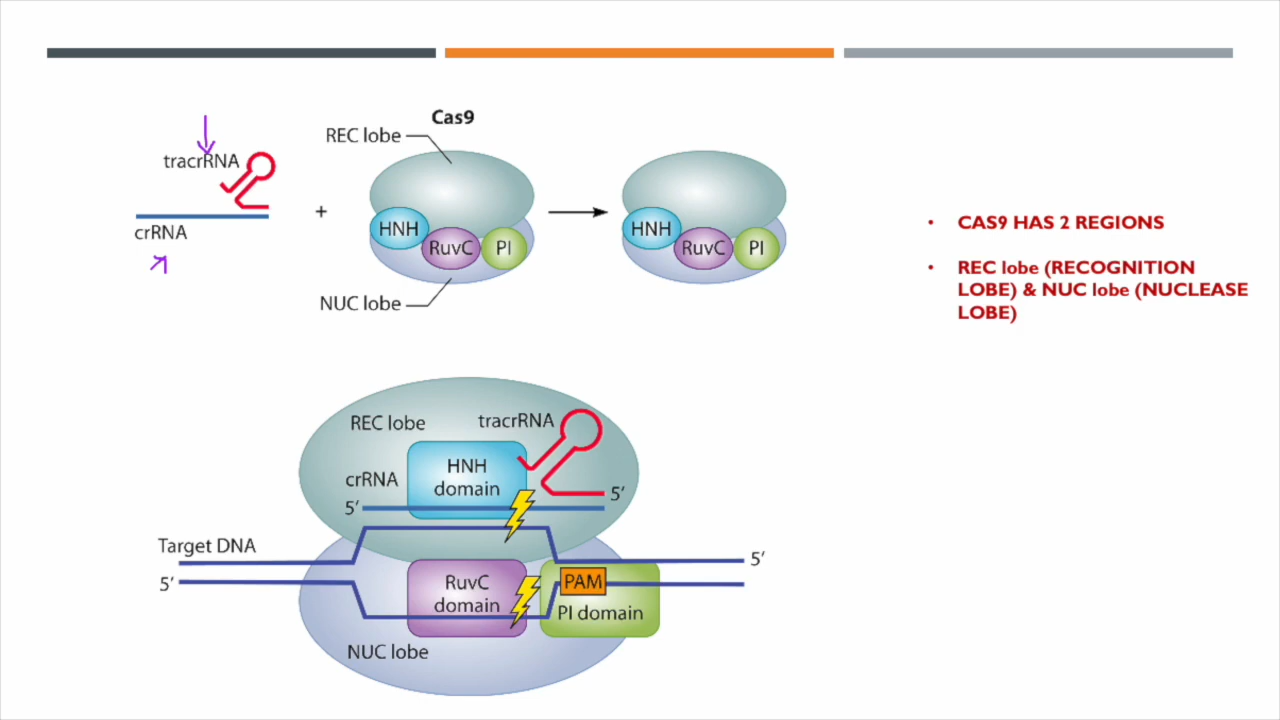 Cas9
REC lobe
tracrRNA
+
crRNA
HNH
RuvC
PI
NUC lobe
HNH
RuvC
PI
• CAS9 HAS 2 REGIONS
• REC lobe (RECOGNITION
LOBE) & NUC lobe (NUCLEASE
LOBE)
REC lobe
tracrRNA
HNH
domain
crRNA
5′
5′
Target DNA
5′
5′
RuvC
domain
PAM
PI domain
NUC lobe